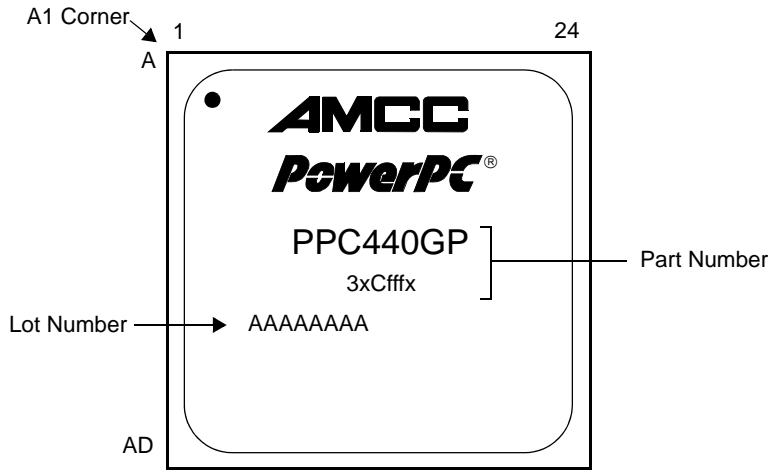 A1 Corner
1 24
A
AMCC
PowerPC®
PPC440GP
3xCfffx
Part Number
Lot Number
AAAAAAAA
AD